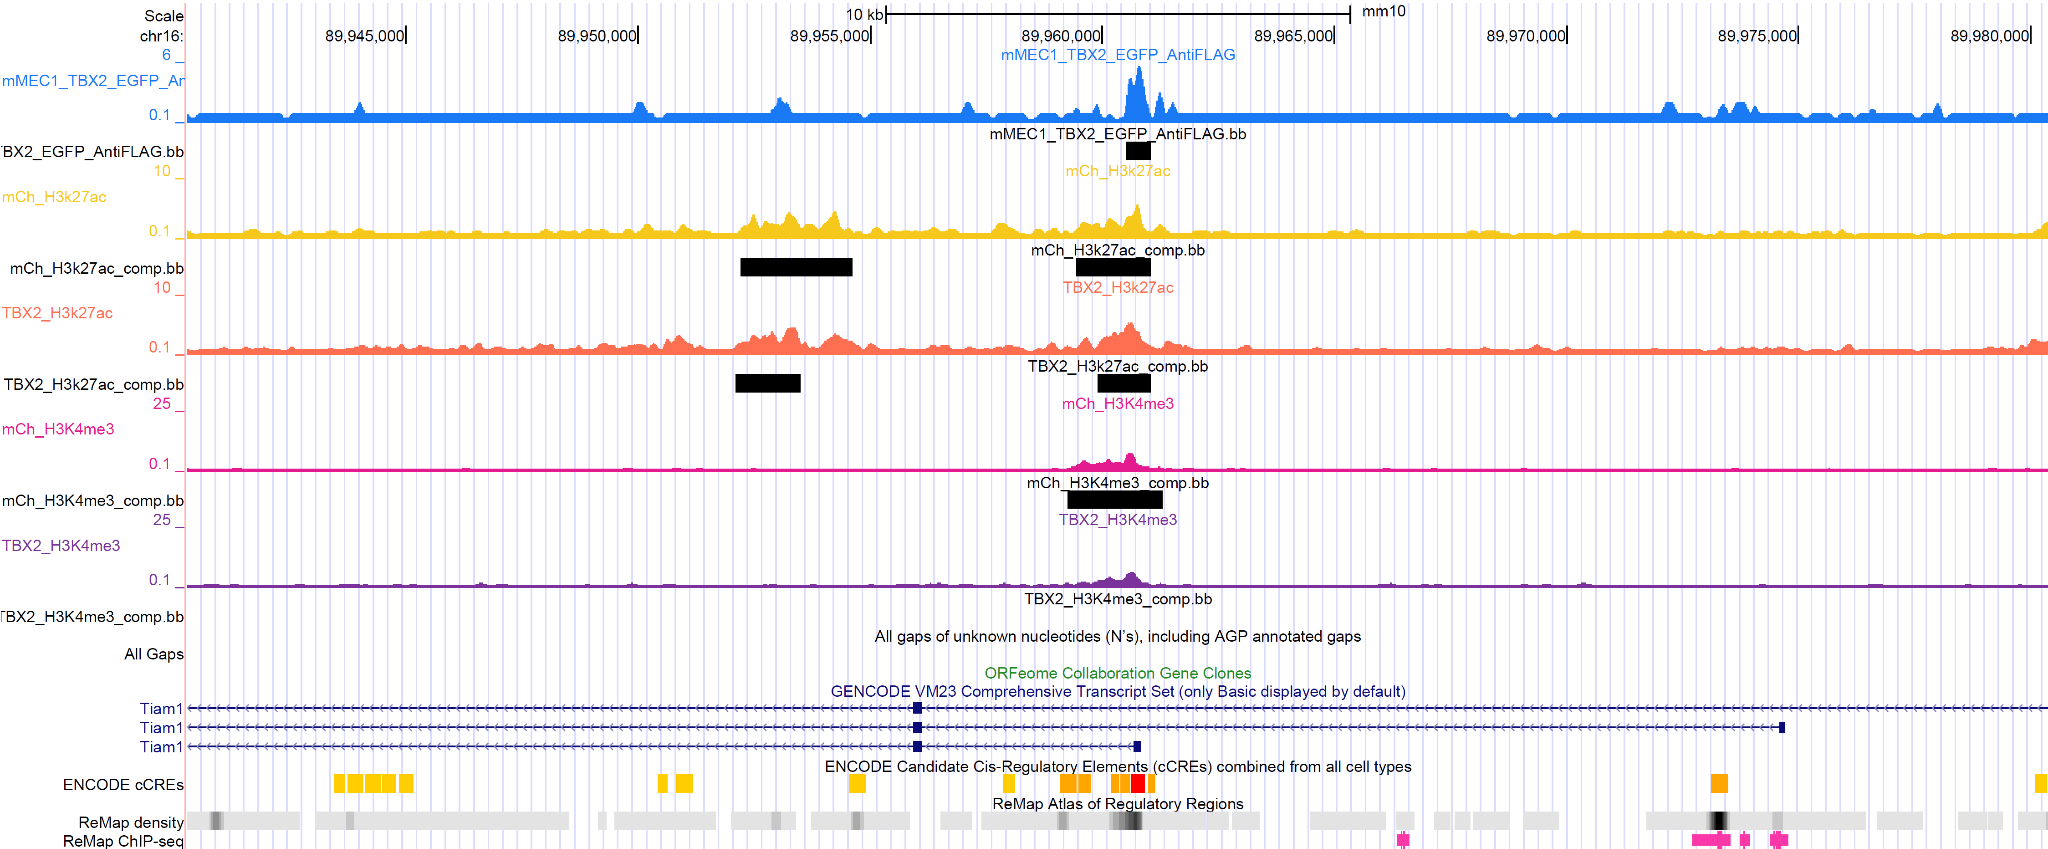 Scale 10 kb mm10
chr16: 89,945,000 89,950,000 89,955,000 89,960,000 89,965,000 89,970,000 89,975,000 89,980,000
6 _ mMEC1_TBX2_EGFP_AntiFLAG
mMEC1_TBX2_EGFP_An
0.1 _
mMEC1_TBX2_EGFP_AntiFLAG.bb
TBX2_EGFP_AntiFLAG.bb
10 _ mCh_H3k27ac
mCh_H3k27ac
0.1 _
mCh_H3k27ac_comp.bb
mCh_H3k27ac_comp.bb
10 _ TBX2_H3k27ac
TBX2_H3k27ac
0.1 _
TBX2_H3k27ac_comp.bb
TBX2_H3k27ac_comp.bb
25 _ mCh_H3K4me3
mCh_H3K4me3
0.1 _
mCh_H3K4me3_comp.bb
mCh_H3K4me3_comp.bb
25 _ TBX2_H3K4me3
TBX2_H3K4me3
0.1 _
TBX2_H3K4me3_comp.bb
TBX2_H3K4me3_comp.bb
All gaps of unknown nucleotides (N's), including AGP annotated gaps
All Gaps
ORFeome Collaboration Gene Clones
GENCODE VM23 Comprehensive Transcript Set (only Basic displayed by default)
Tiam1
Tiam1
Tiam1
ENCODE Candidate Cis-Regulatory Elements (cCREs) combined from all cell types
ENCODE cCREs
ReMap Atlas of Regulatory Regions
ReMap density
ReMap ChIP-seq